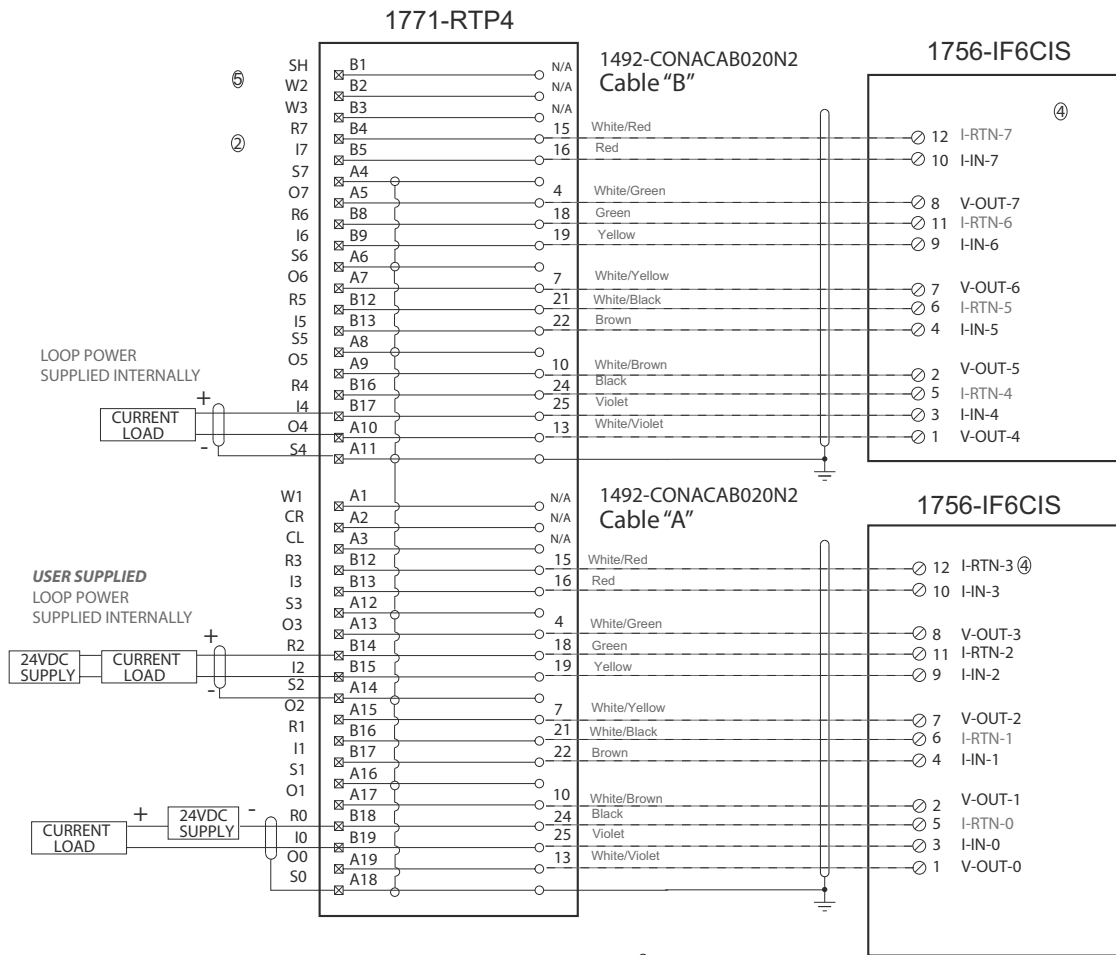 1771-RTP4
1492-CONACAB020N2
Cable "B"
1756-IF6CIS
④
⑤
②
SH B1 N/A
W2 B2 N/A
W3 B3 N/A
R7 B4 15 White/Red 12 I-RTN-7
I7 B5 16 Red 10 I-IN-7
S7 A4
O7 A5 4 White/Green 8 V-OUT-7
R6 B8 18 Green 11 I-RTN-6
I6 B9 19 Yellow 9 I-IN-6
S6 A6
O6 A7 7 White/Yellow 7 V-OUT-6
R5 B12 21 White/Black 6 I-RTN-5
I5 B13 22 Brown 4 I-IN-5
S5 A8
O5 A9 10 White/Brown 2 V-OUT-5
R4 B16 24 Black 5 I-RTN-4
I4 B17 25 Violet 3 I-IN-4
O4 A10 13 White/Violet 1 V-OUT-4
S4 A11
LOOP POWER
SUPPLIED INTERNALLY
+
CURRENT
LOAD
-
1492-CONACAB020N2
Cable "A"
1756-IF6CIS
W1 A1 N/A
CR A2 N/A
CL A3 N/A
R3 B12 15 White/Red 12 I-RTN-3 ④
I3 B13 16 Red 10 I-IN-3
S3 A12
O3 A13 4 White/Green 8 V-OUT-3
R2 B14 18 Green 11 I-RTN-2
I2 B15 19 Yellow 9 I-IN-2
S2 A14
O2 A15 7 White/Yellow 7 V-OUT-2
R1 B16 21 White/Black 6 I-RTN-1
I1 B17 22 Brown 4 I-IN-1
S1 A16
O1 A17 10 White/Brown 2 V-OUT-1
R0 B18 24 Black 5 I-RTN-0
I0 B19 25 Violet 3 I-IN-0
O0 A19 13 White/Violet 1 V-OUT-0
S0 A18
USER SUPPLIED
LOOP POWER
SUPPLIED INTERNALLY
+
24VDC
SUPPLY
CURRENT
LOAD
-
+
24VDC
SUPPLY
-
CURRENT
LOAD